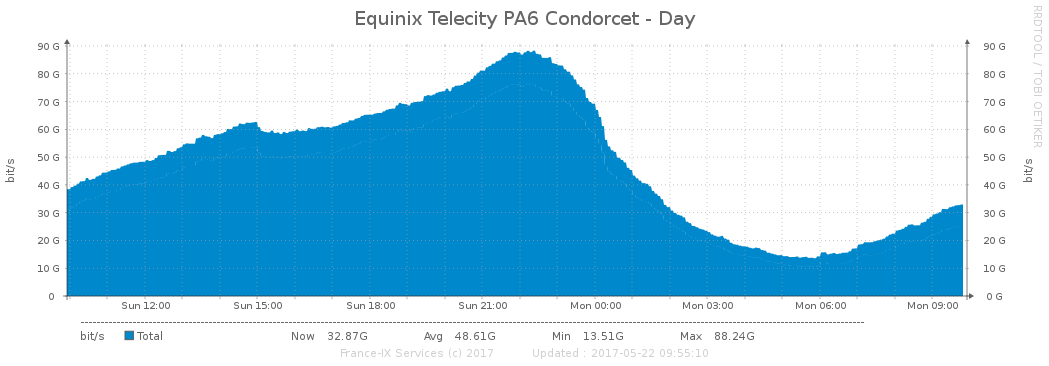 Equinix Telecity PA6 Condorcet - Day
RRDTOOL / TOBI OETIKER
90 G 90 G
80 G 80 G
70 G 70 G
60 G 60 G
50 G 50 G
40 G 40 G
30 G 30 G
20 G 20 G
10 G 10 G
0 0 G
bit/s
bit/s
Sun 12:00 Sun 15:00 Sun 18:00 Sun 21:00 Mon 00:00 Mon 03:00 Mon 06:00 Mon 09:00
bit/s Total Now 32.87G Avg 48.61G Min 13.51G Max 88.24G
France-IX Services (c) 2017 Updated : 2017-05-22 09:55:10